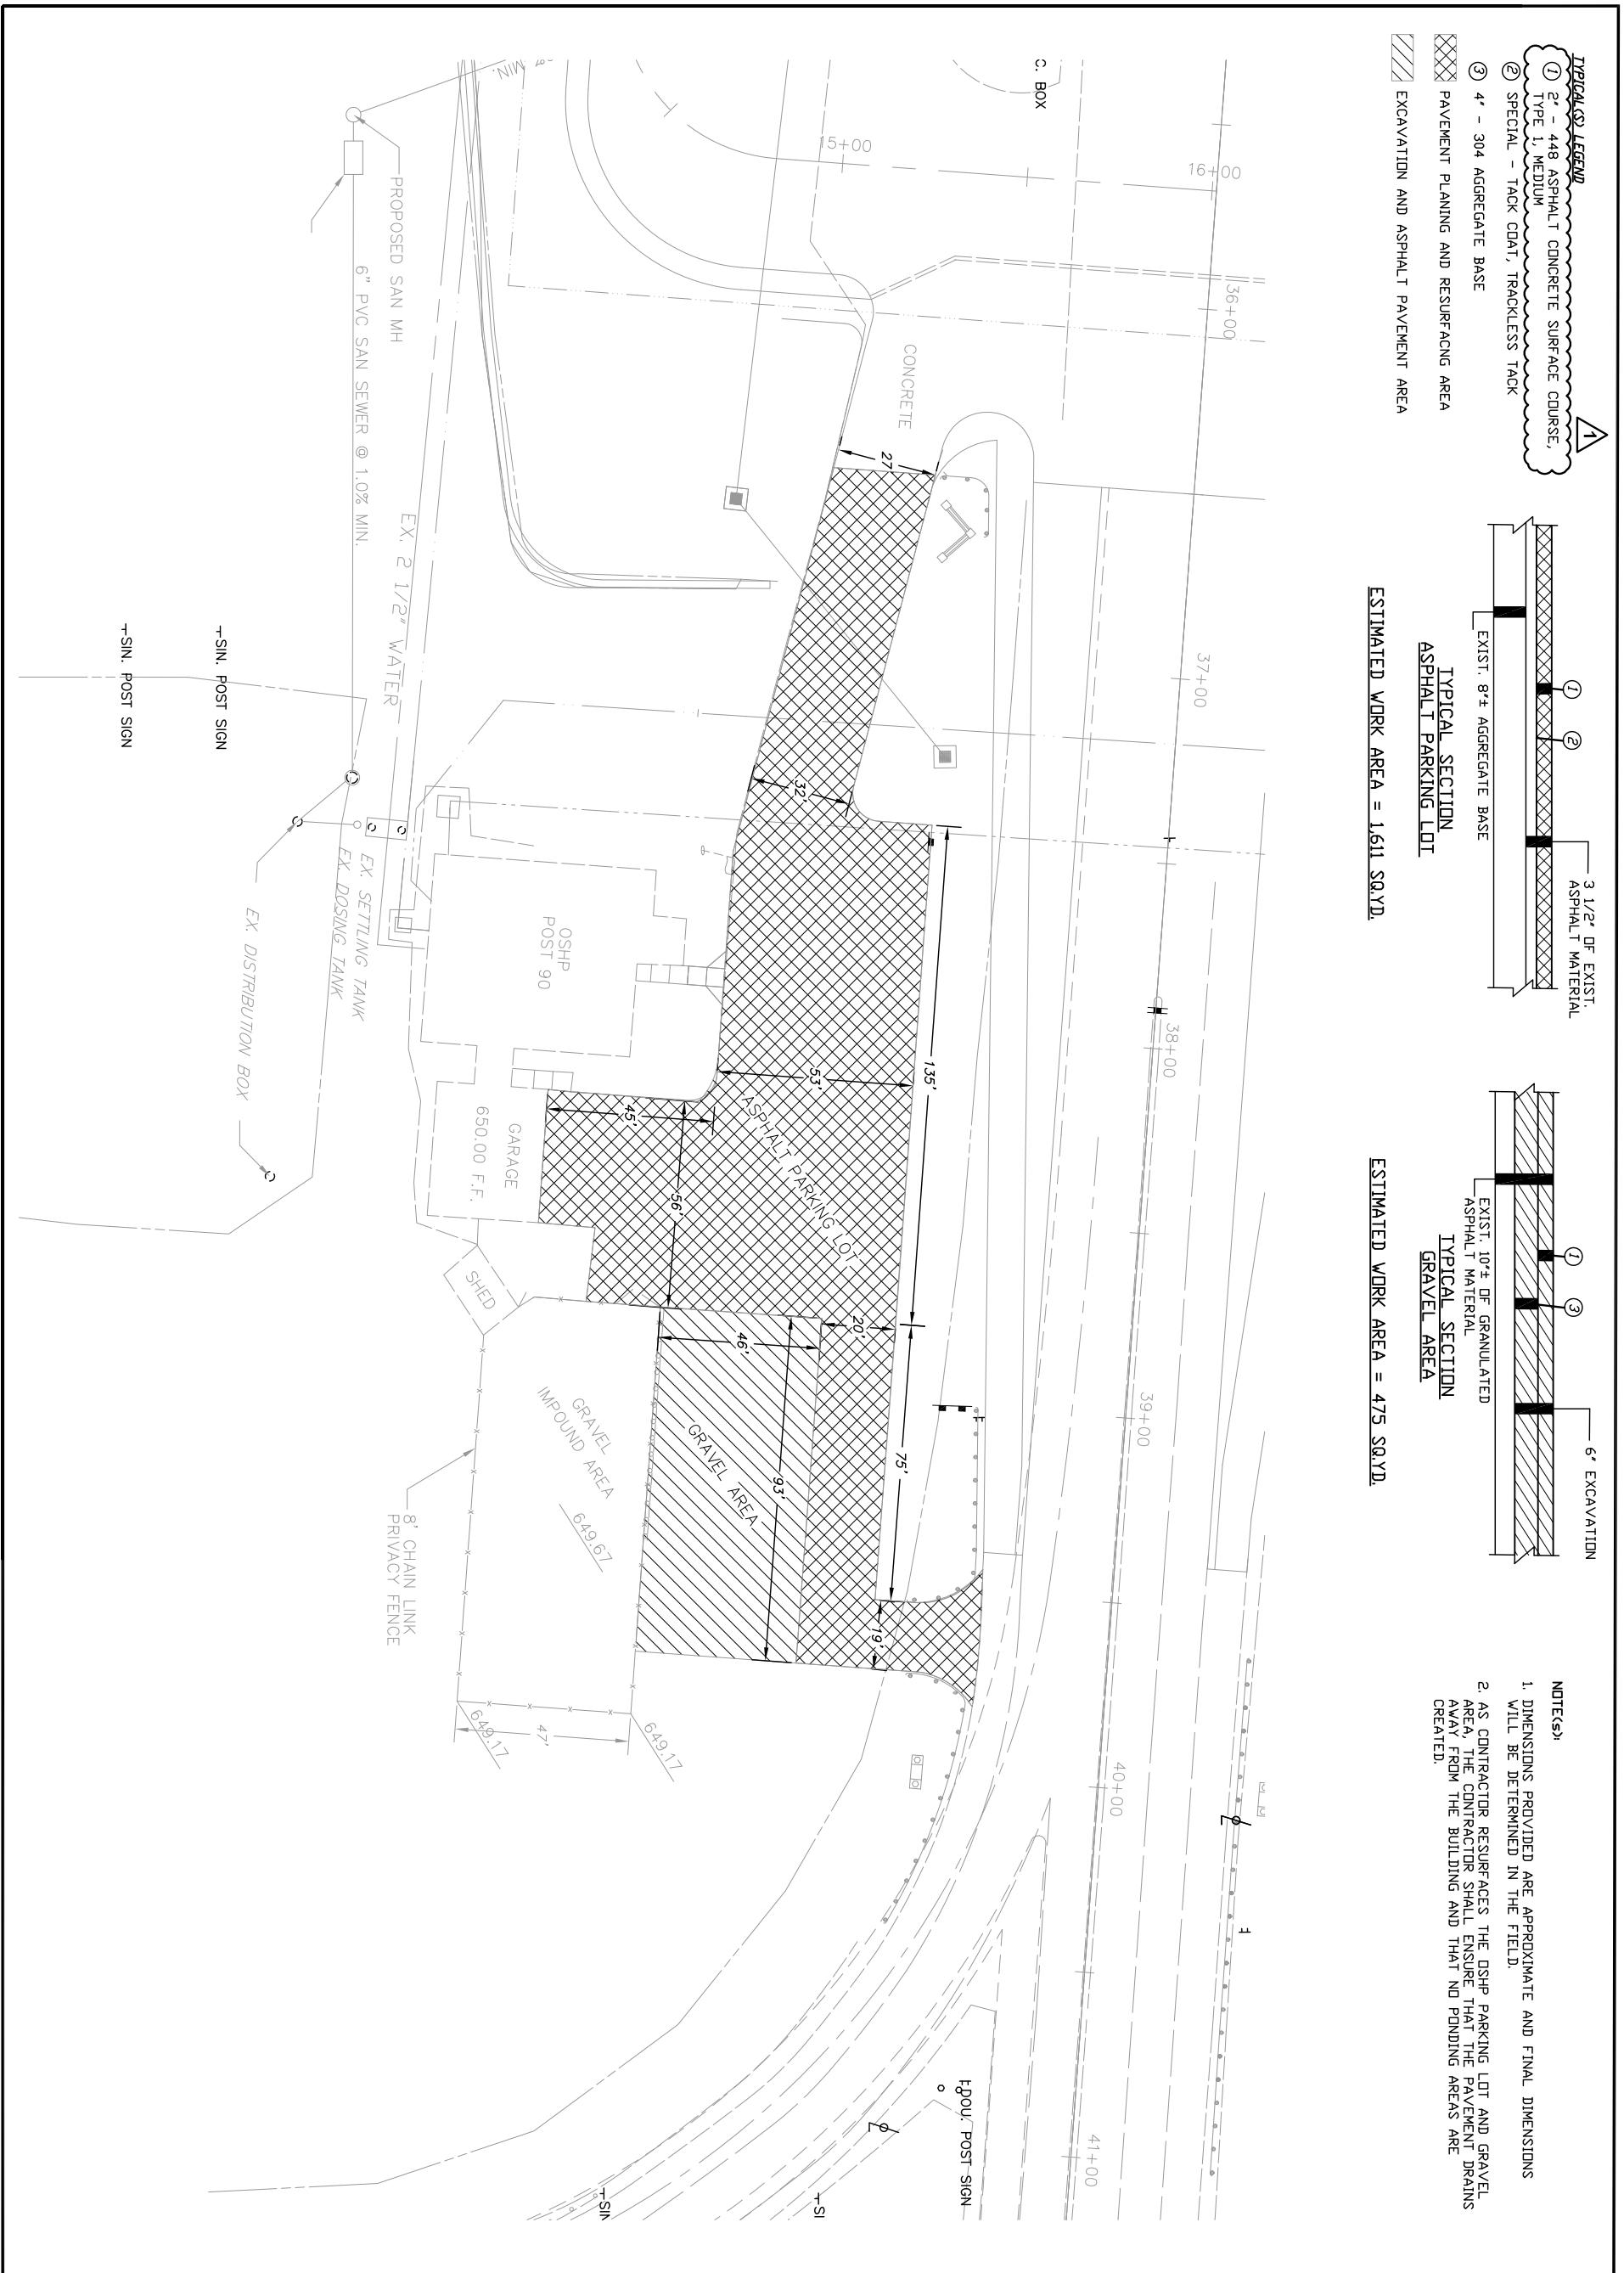 TYPICAL(S) LEGEND
1
① 2" - 448 ASPHALT CONCRETE SURFACE COURSE,
TYPE 1, MEDIUM
② SPECIAL - TACK COAT, TRACKLESS TACK
③ 4" - 304 AGGREGATE BASE
PAVEMENT PLANING AND RESURFACNG AREA
EXCAVATION AND ASPHALT PAVEMENT AREA
①
②
3 1/2" OF EXIST.
ASPHALT MATERIAL
EXIST. 8"± AGGREGATE BASE
TYPICAL SECTION
ASPHALT PARKING LOT
ESTIMATED WORK AREA = 1,611 SQ.YD.
①
③
6" EXCAVATION
EXIST. 10"± OF GRANULATED
ASPHALT MATERIAL
TYPICAL SECTION
GRAVEL AREA
ESTIMATED WORK AREA = 475 SQ.YD.
NOTE(s):
1. DIMENSIONS PROVIDED ARE APPROXIMATE AND FINAL DIMENSIONS
WILL BE DETERMINED IN THE FIELD.
2. AS CONTRACTOR RESURFACES THE OSHP PARKING LOT AND GRAVEL
AREA, THE CONTRACTOR SHALL ENSURE THAT THE PAVEMENT DRAINS
AWAY FROM THE BUILDING AND THAT NO PONDING AREAS ARE
CREATED.
16+00
36+00
37+00
38+00
39+00
40+00
41+00
C. BOX
15+00
CONCRETE
27'
32'
135'
53'
75'
20'
19'
ASPHALT PARKING LOT
45'
56'
46'
93'
GRAVEL AREA
DOU. POST SIGN
OSHP
POST 90
GARAGE
650.00 F.F.
SHED
GRAVEL
IMPOUND AREA
649.67
649.17
649.17
47'
8' CHAIN LINK
PRIVACY FENCE
MIN.
PROPOSED SAN MH
6" PVC SAN SEWER @ 1.0% MIN.
EX. 2 1/2" WATER
EX. SETTLING TANK
EX. DOSING TANK
EX. DISTRIBUTION BOX
SIN. POST SIGN
SIN. POST SIGN
SI
SIN